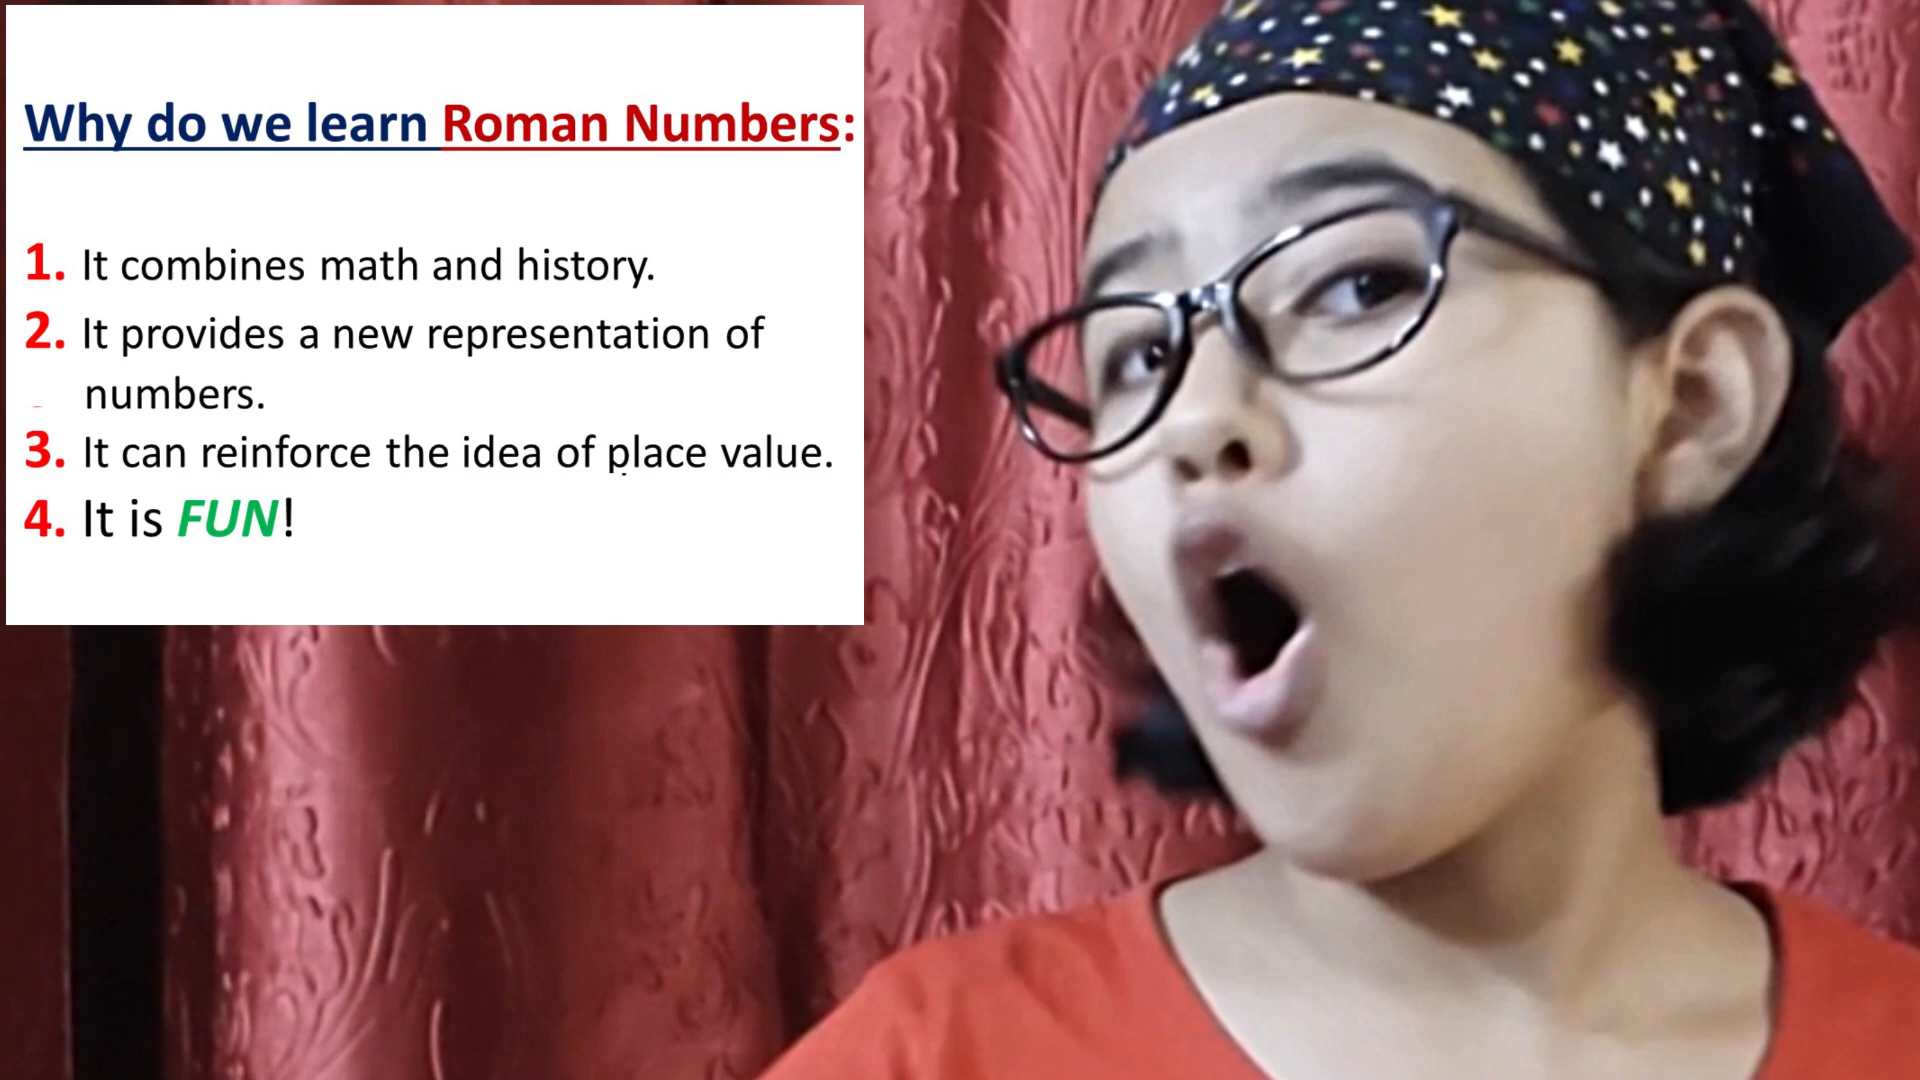 Why do we learn Roman Numbers:
1. It combines math and history.
2. It provides a new representation of
numbers.
3. It can reinforce the idea of place value.
4. It is FUN!